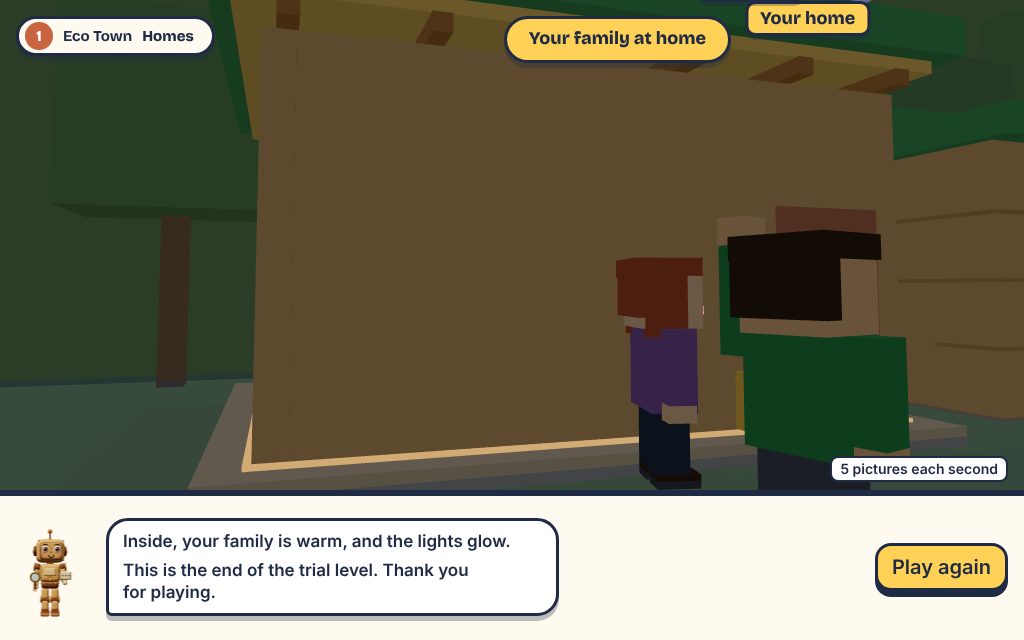 1 Eco Town Homes
Your family at home
Your home
5 pictures each second
Inside, your family is warm, and the lights glow.
This is the end of the trial level. Thank you
for playing.
Play again